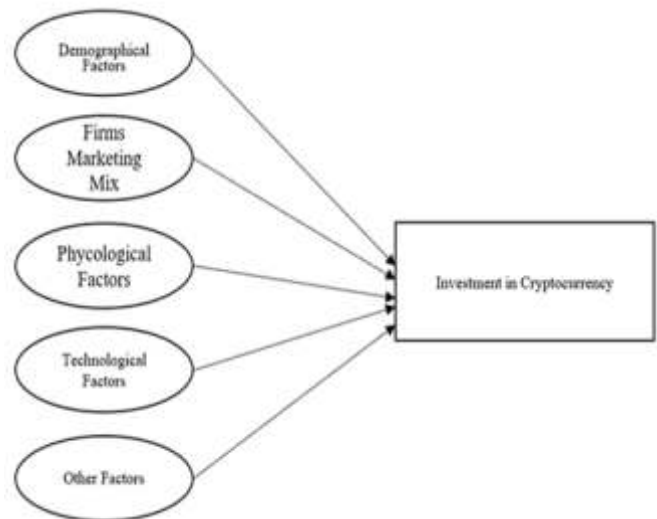 Demographical
Factors
Firms
Marketing
Mix
Phycological
Factors
Technological
Factors
Other Factors
Investment in Cryptocurrency